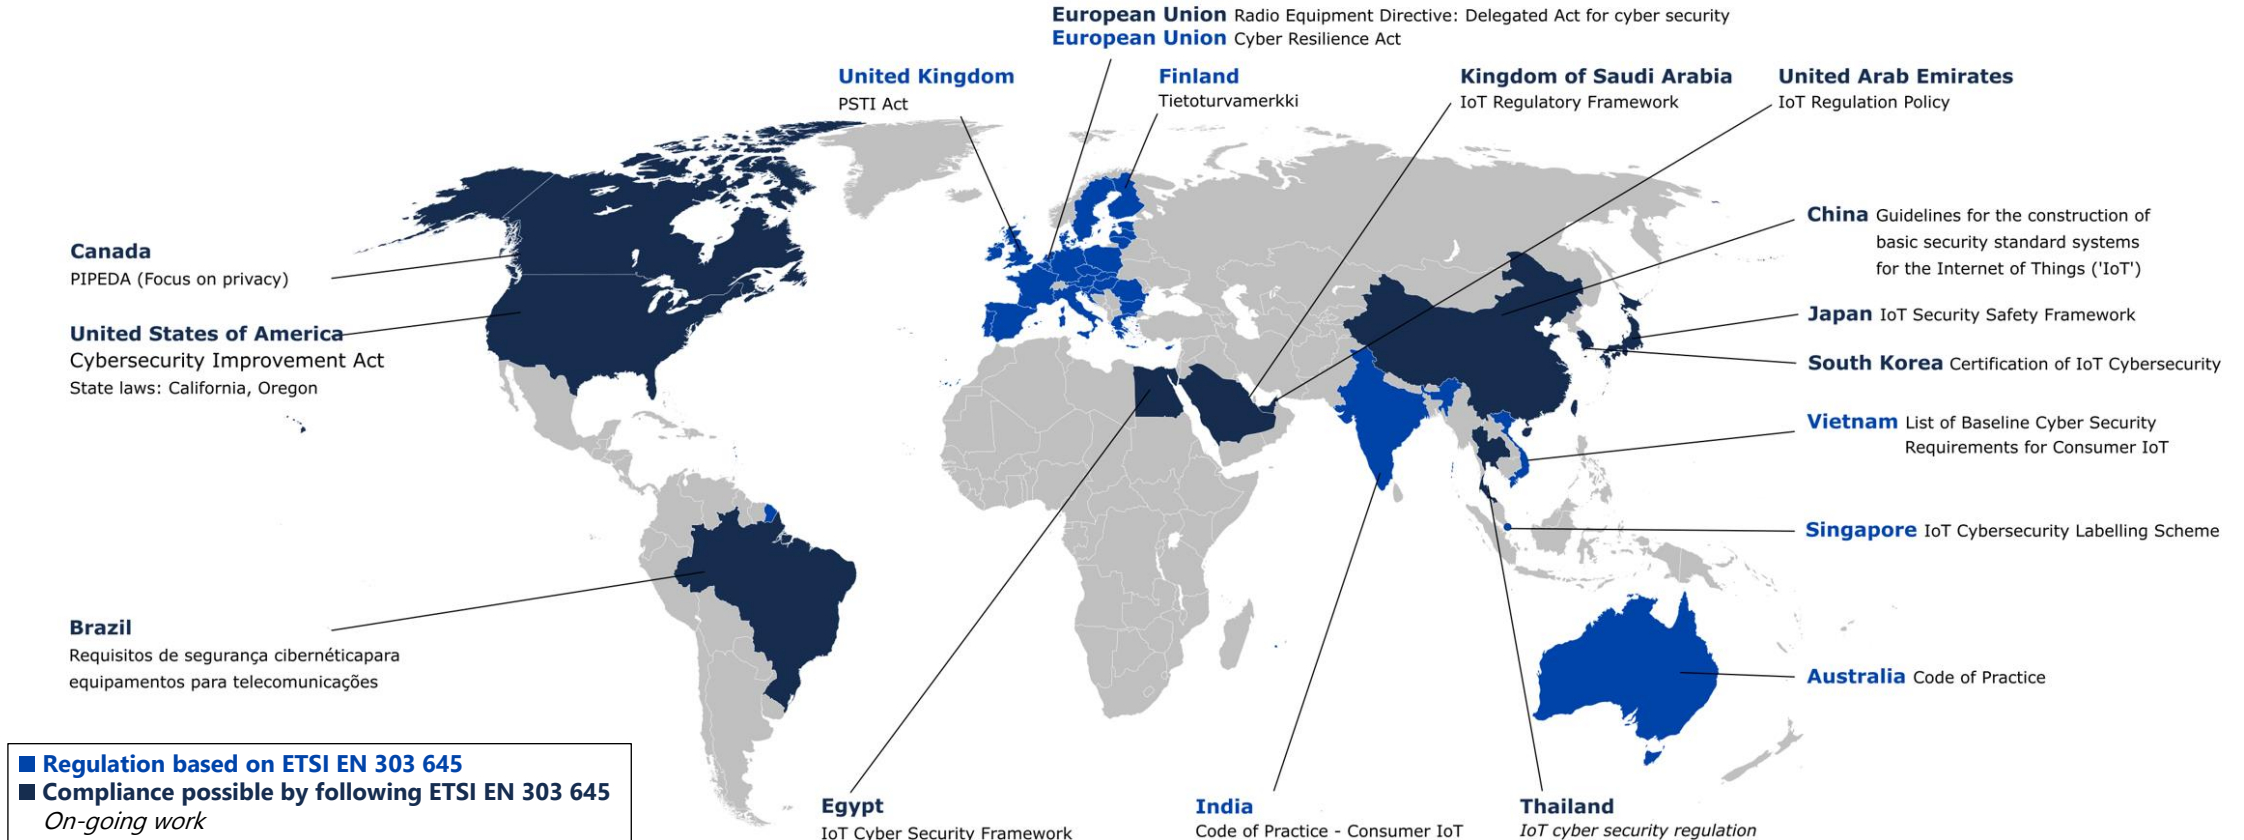 European Union Radio Equipment Directive: Delegated Act for cyber security
European Union Cyber Resilience Act
United Kingdom
PSTI Act
Finland
Tietoturvamerkki
Kingdom of Saudi Arabia
IoT Regulatory Framework
United Arab Emirates
IoT Regulation Policy
Canada
PIPEDA (Focus on privacy)
United States of America
Cybersecurity Improvement Act
State laws: California, Oregon
China Guidelines for the construction of
basic security standard systems
for the Internet of Things ('IoT')
Japan IoT Security Safety Framework
South Korea Certification of IoT Cybersecurity
Vietnam List of Baseline Cyber Security
Requirements for Consumer IoT
Singapore IoT Cybersecurity Labelling Scheme
Brazil
Requisitos de segurança cibernéticapara
equipamentos para telecomunicações
Australia Code of Practice
Regulation based on ETSI EN 303 645
Compliance possible by following ETSI EN 303 645
On-going work
Egypt
IoT Cyber Security Framework
India
Code of Practice - Consumer IoT
Thailand
IoT cyber security regulation